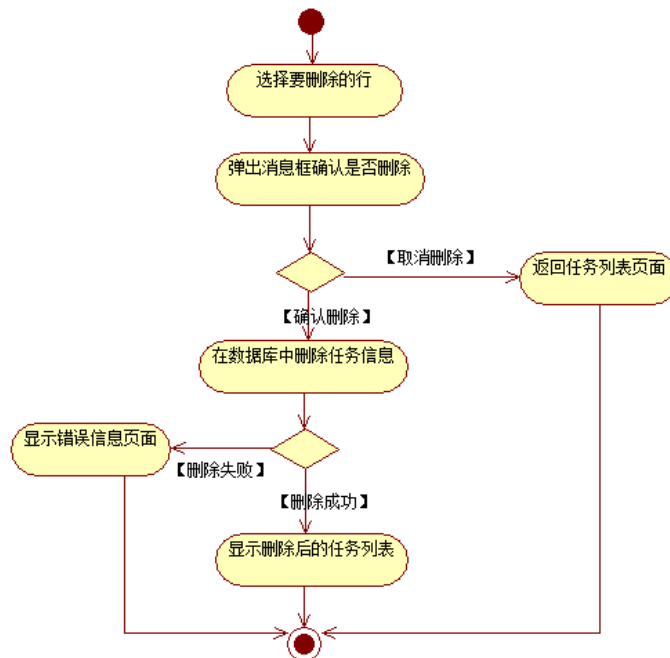 选择要删除的行
弹出消息框确认是否删除
【取消删除】
返回任务列表页面
【确认删除】
在数据库中删除任务信息
显示错误信息页面
【删除失败】
【删除成功】
显示删除后的任务列表